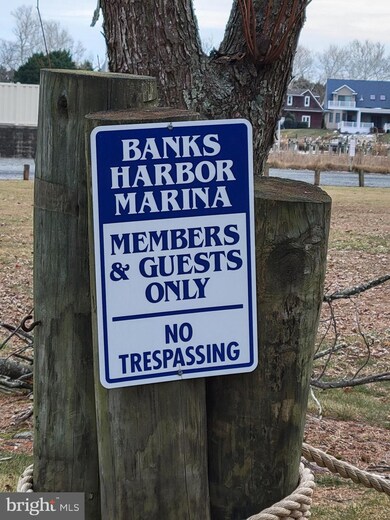 BANKS
HARBOR
MARINA
MEMBERS
& GUESTS
ONLY
NO
TRESPASSING
bright MLS